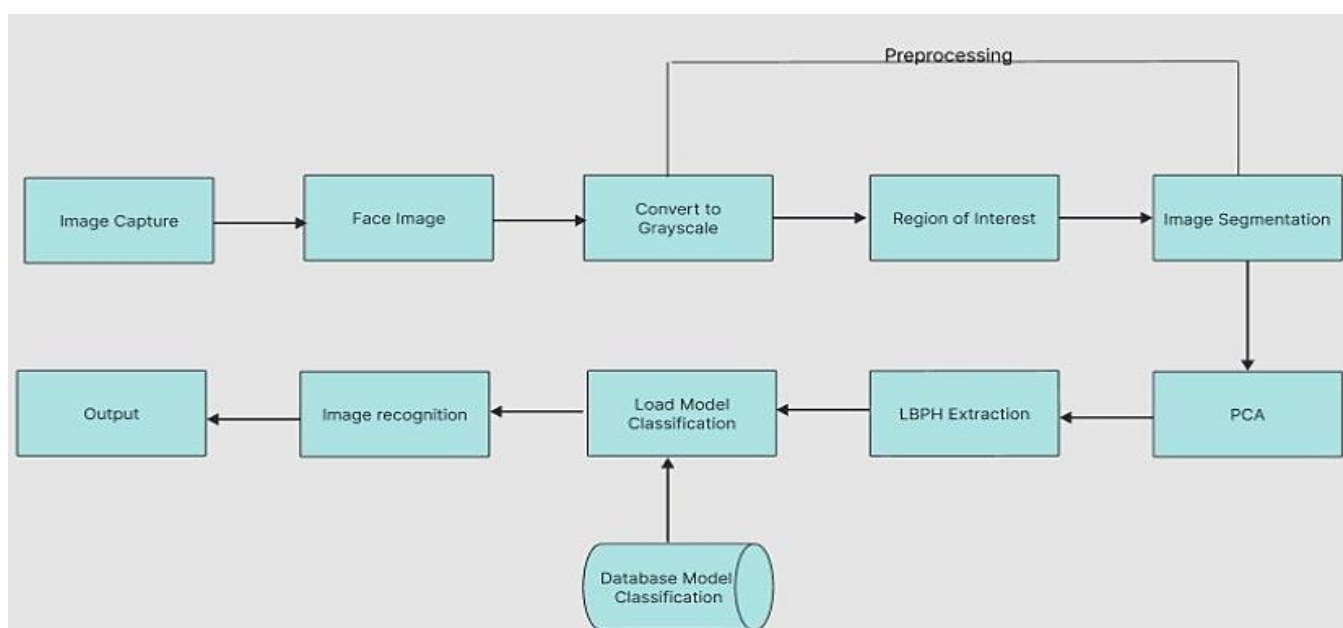 Preprocessing
Image Capture
Face Image
Convert to
Grayscale
Region of Interest
Image Segmentation
Output
Image recognition
Load Model
Classification
LBPH Extraction
PCA
Database Model
Classification